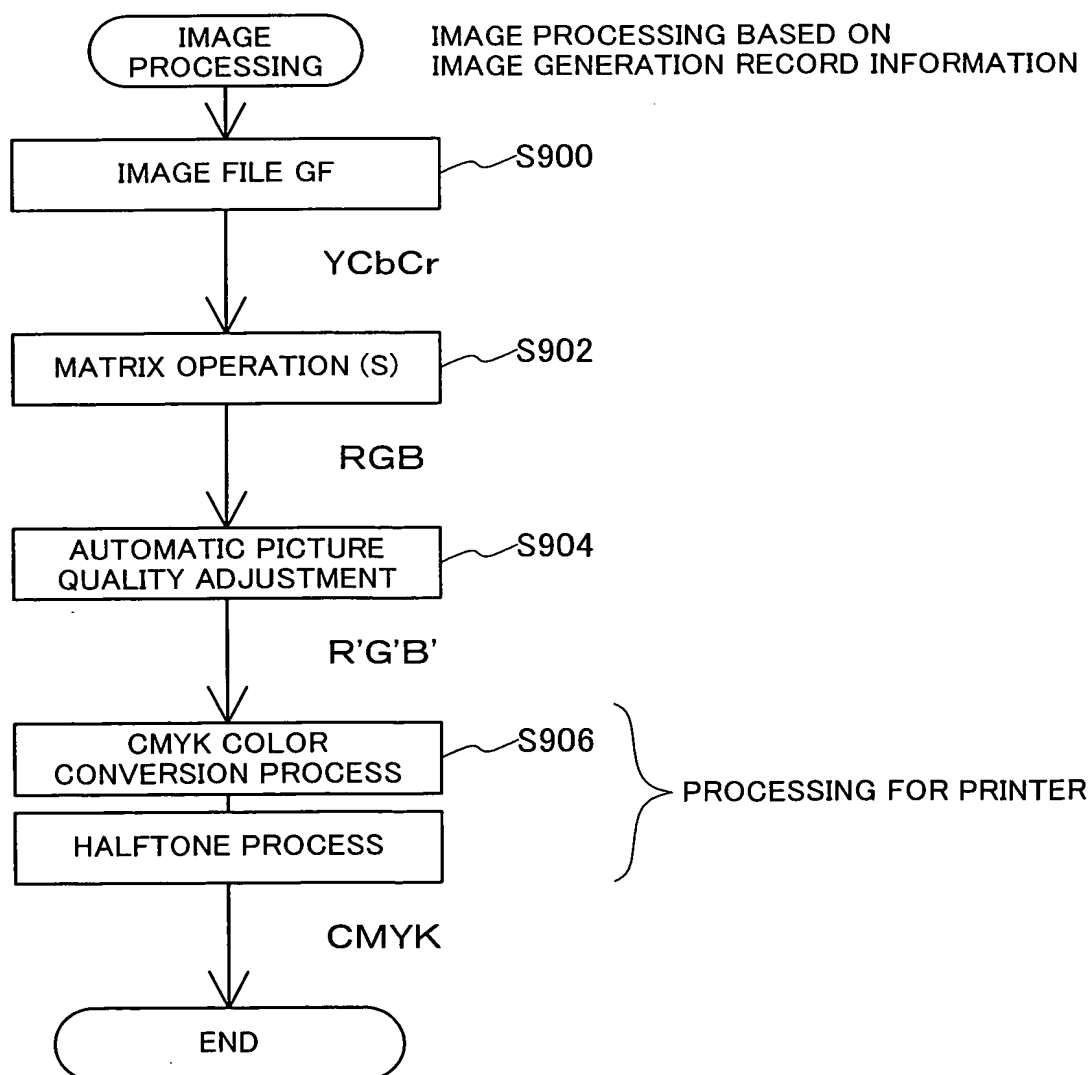 IMAGE
PROCESSING
IMAGE PROCESSING BASED ON
IMAGE GENERATION RECORD INFORMATION
IMAGE FILE GF
S900
YCbCr
MATRIX OPERATION (S)
S902
RGB
AUTOMATIC PICTURE
QUALITY ADJUSTMENT
S904
R'G'B'
CMYK COLOR
CONVERSION PROCESS
S906
PROCESSING FOR PRINTER
HALFTONE PROCESS
CMYK
END